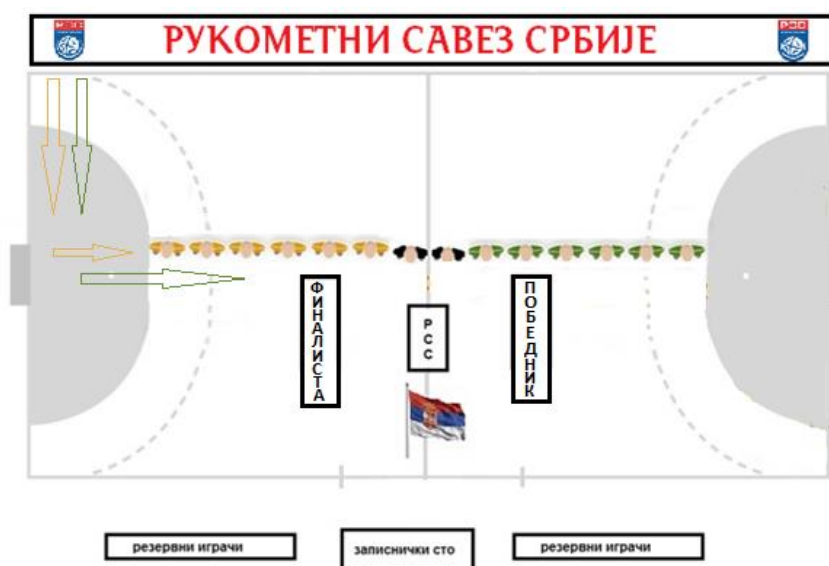 РУКОМЕТНИ САВЕЗ СРБИЈЕ
ФИНАЛИСТА
РСС
ПОБЕДНИК
резервни играчи
записнички сто
резервни играчи